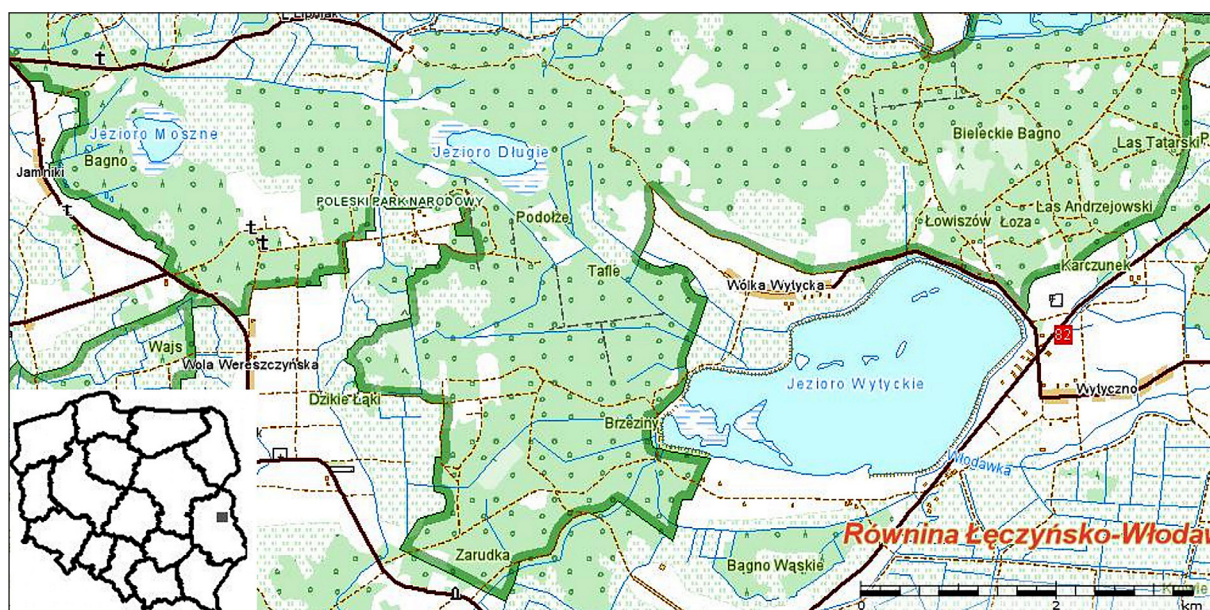 Jezioro Moszne
Bagno
Jamniki
Jezioro Długie
POLESKI PARK NARODOWY
Podołże
Tafle
Bieleckie Bagno
Las Tatarski
Las Andrzejowski
Łowiszów
Łoza
Karczunek
Wólka Wytycka
82
Wajs
Wola Wereszczyńska
Dzikie Łąki
Jezioro Wytyckie
Wytyczno
Brzeziny
Włodawka
Równina Łęczyńsko-Włodaw
Zarudka
Bagno Wąskie
0 2 km